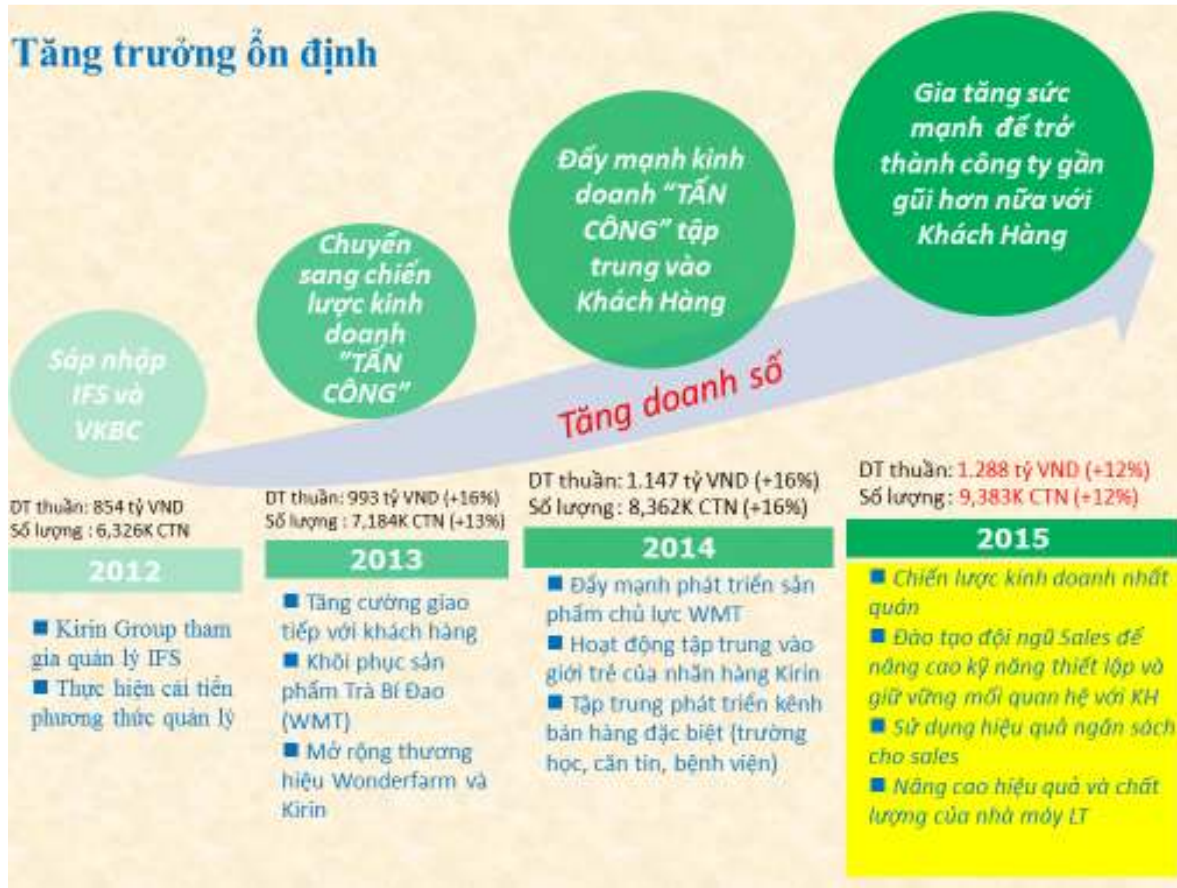 Tăng trưởng ổn định
Sáp nhập
IFS và
VKBC
Chuyển
sang chiến
lược kinh
doanh
"TẤN
CÔNG"
Đẩy mạnh kinh
doanh "TẤN
CÔNG" tập
trung vào
Khách Hàng
Gia tăng sức
mạnh để trở
thành công ty gần
gũi hơn nữa với
Khách Hàng
Tăng doanh số
DT thuần: 854 tỷ VND
Số lượng : 6,326K CTN
2012
■ Kirin Group tham
gia quản lý IFS
■ Thực hiện cải tiến
phương thức quản lý
DT thuần: 993 tỷ VND (+16%)
Số lượng : 7,184K CTN (+13%)
2013
■ Tăng cường giao
tiếp với khách hàng
■ Khôi phục sản
phẩm Trà Bí Đao
(WMT)
■ Mở rộng thương
hiệu Wonderfarm và
Kirin
DT thuần: 1.147 tỷ VND (+16%)
Số lượng : 8,362K CTN (+16%)
2014
■ Đẩy mạnh phát triển sản
phẩm chủ lực WMT
■ Hoạt động tập trung vào
giới trẻ của nhãn hàng Kirin
■ Tập trung phát triển kênh
bán hàng đặc biệt (trường
học, căn tin, bệnh viện)
DT thuần: 1.288 tỷ VND (+12%)
Số lượng : 9,383K CTN (+12%)
2015
■ Chiến lược kinh doanh nhất
quán
■ Đào tạo đội ngũ Sales để
nâng cao kỹ năng thiết lập và
giữ vững mối quan hệ với KH
■ Sử dụng hiệu quả ngân sách
cho sales
■ Nâng cao hiệu quả và chất
lượng của nhà máy LT